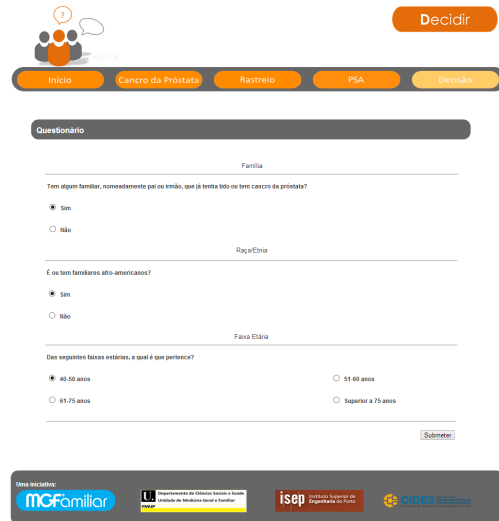 ?
Decidir
Início
Cancro da Próstata
Rastreio
PSA
Decisão
Questionário
Família
Tem algum familiar, nomeadamente pai ou irmão, que já tenha tido ou tem cancro da próstata?
Sim
Não
Raça/Etnia
É ou tem familiares afro-americanos?
Sim
Não
Faixa Etária
Das seguintes faixas estárias, a qual é que pertence?
40-50 anos
51-60 anos
61-75 anos
Superior a 75 anos
Submeter
Uma iniciativa:
MGFamiliar
U. Departamento de Ciências Sociais e Saúde
Unidade de Medicina Geral e Familiar
FMUP
isep Instituto Superior de
Engenharia do Porto
CIDES